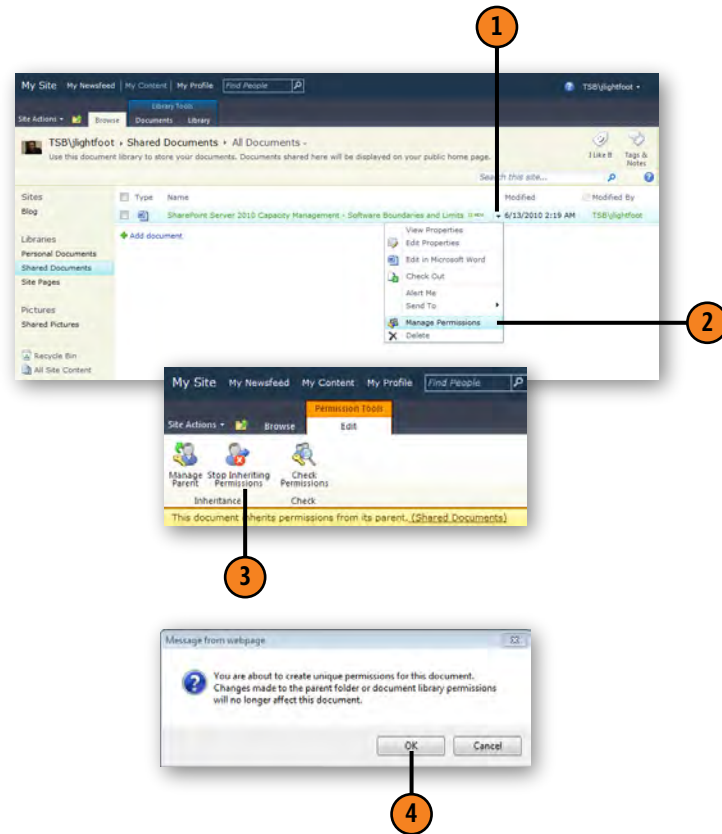 1
My Site My Newsfeed | My Content | My Profile Find People TSB\jlightfoot
Library Tools
Site Actions Browse Documents Library
TSB\jlightfoot ▸ Shared Documents ▸ All Documents
Use this document library to store your documents. Documents shared here will be displayed on your public home page.
I Like It Tags & Notes
Search this site...
Sites
Blog
Libraries
Personal Documents
Shared Documents
Site Pages
Pictures
Shared Pictures
Recycle Bin
All Site Content
Type Name Modified Modified By
SharePoint Server 2010 Capacity Management - Software Boundaries and Limits 6/13/2010 2:19 AM TSB\jlightfoot
Add document
View Properties
Edit Properties
Edit in Microsoft Word
Check Out
Alert Me
Send To
Manage Permissions
Delete
2
My Site My Newsfeed My Content My Profile Find People
Permission Tools
Site Actions Browse Edit
Manage Parent
Stop Inheriting Permissions
Check Permissions
Inheritance Check
This document inherits permissions from its parent. (Shared Documents)
3
Message from webpage
You are about to create unique permissions for this document.
Changes made to the parent folder or document library permissions
will no longer affect this document.
OK Cancel
4